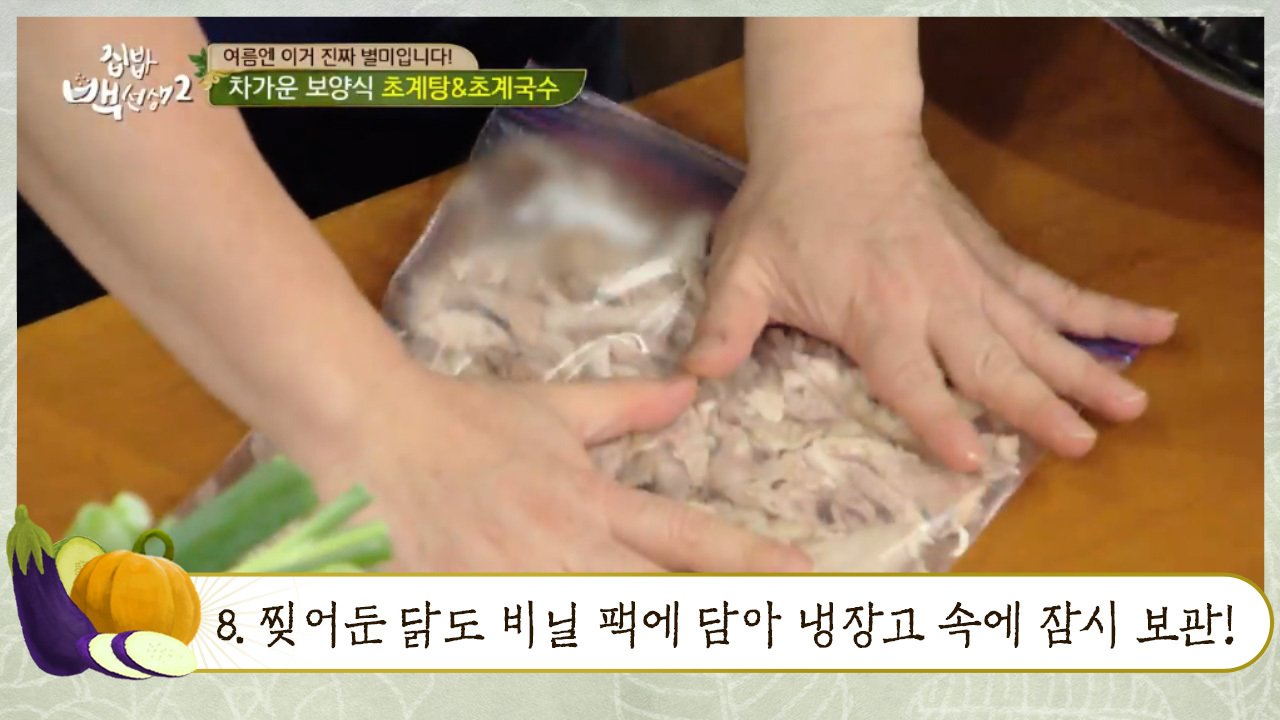 집밥
백선생2
여름엔 이거 진짜 별미입니다!
차가운 보양식 초계탕&초계국수
8. 찢어둔 닭도 비닐 팩에 담아 냉장고 속에 잠시 보관!